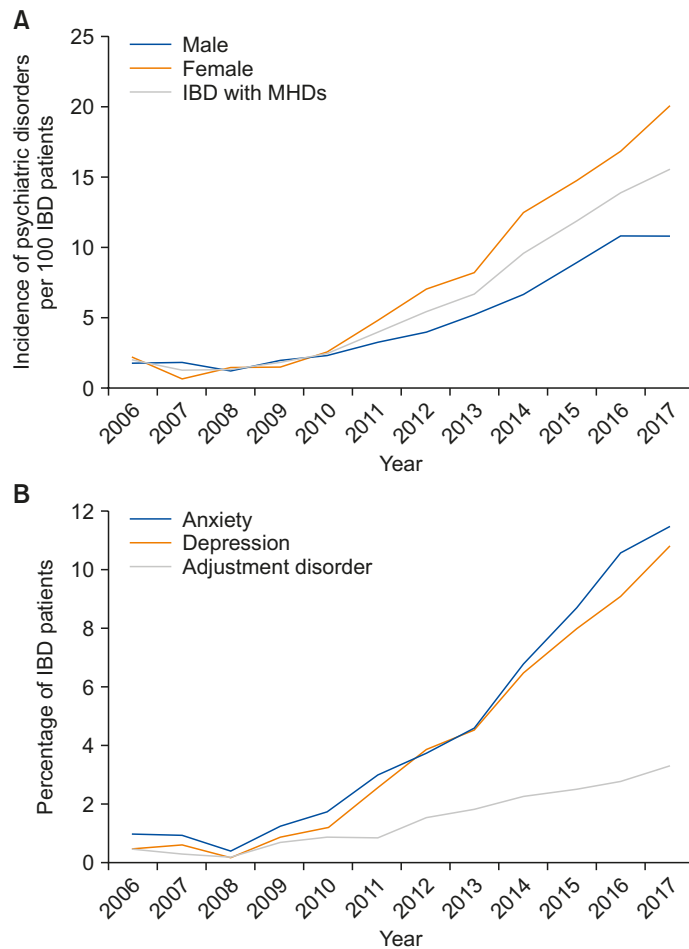 A
Incidence of psychiatric disorders
per 100 IBD patients
25
20
15
10
5
0
Male
Female
IBD with MHDs
2006
2007
2008
2009
2010
2011
2012
2013
2014
2015
2016
2017
Year
B
Percentage of IBD patients
12
10
8
6
4
2
0
Anxiety
Depression
Adjustment disorder
2006
2007
2008
2009
2010
2011
2012
2013
2014
2015
2016
2017
Year